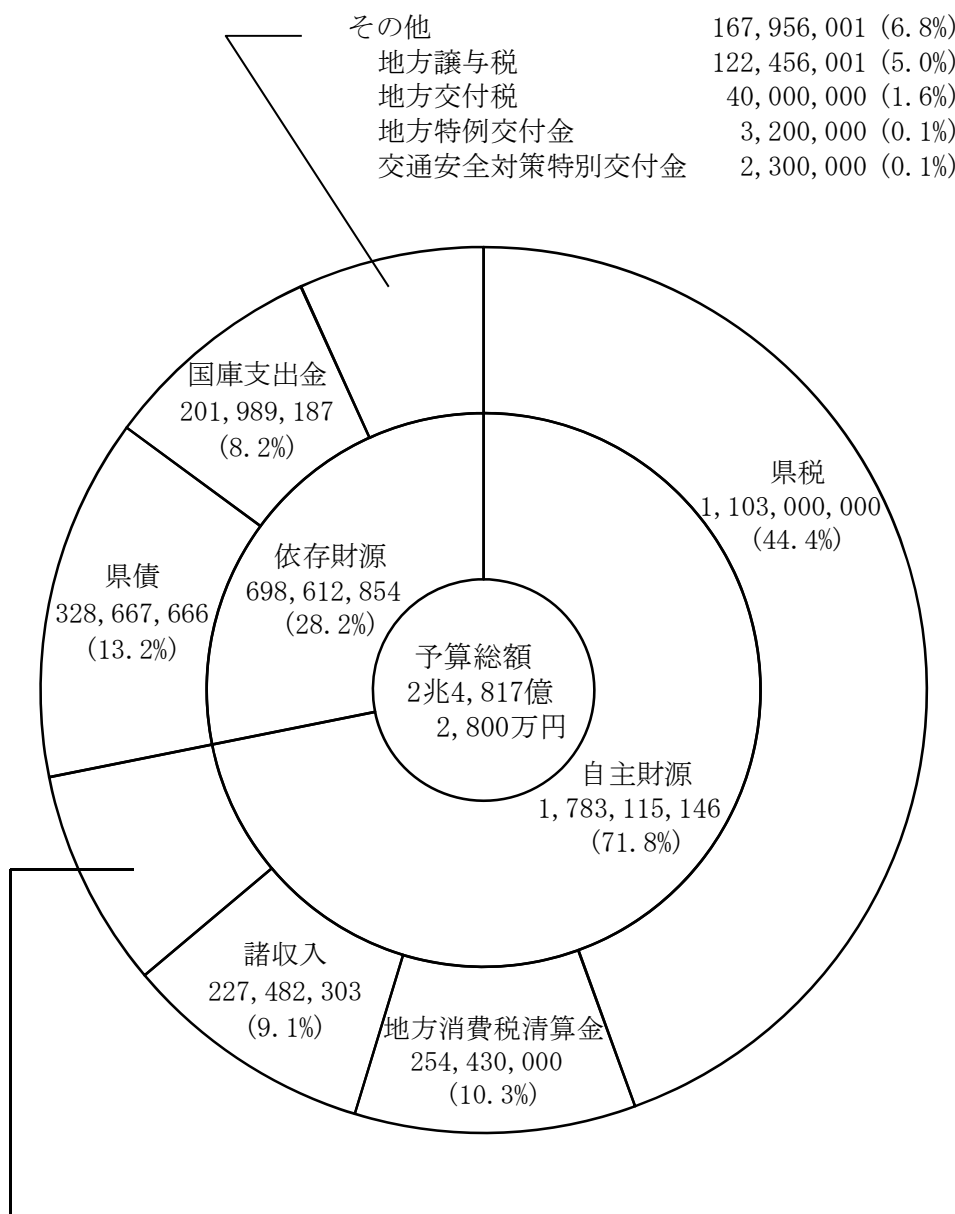 その他 167,956,001 (6.8%)
地方譲与税 122,456,001 (5.0%)
地方交付税 40,000,000 (1.6%)
地方特例交付金 3,200,000 (0.1%)
交通安全対策特別交付金 2,300,000 (0.1%)
国庫支出金
201,989,187
(8.2%)
県税
1,103,000,000
(44.4%)
依存財源
698,612,854
(28.2%)
県債
328,667,666
(13.2%)
予算総額
2兆4,817億
2,800万円
自主財源
1,783,115,146
(71.8%)
諸収入
227,482,303
(9.1%)
地方消費税清算金
254,430,000
(10.3%)